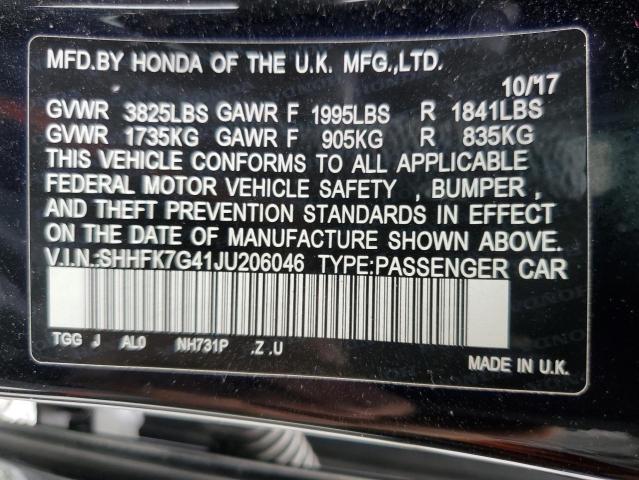 MFD.BY HONDA OF THE U.K. MFG.,LTD.
10/'17
GVWR 3825LBS GAWR F 1995LBS R 1841LBS
GVWR 1735KG GAWR F 905KG R 835KG
THIS VEHICLE CONFORMS TO ALL APPLICABLE
FEDERAL MOTOR VEHICLE SAFETY , BUMPER ,
AND THEFT PREVENTION STANDARDS IN EFFECT
ON THE DATE OF MANUFACTURE SHOWN ABOVE.
V.I.N.:SHHFK7G41JU206046 TYPE:PASSENGER CAR
TGG J AL0 NH731P .Z .U
MADE IN U.K.